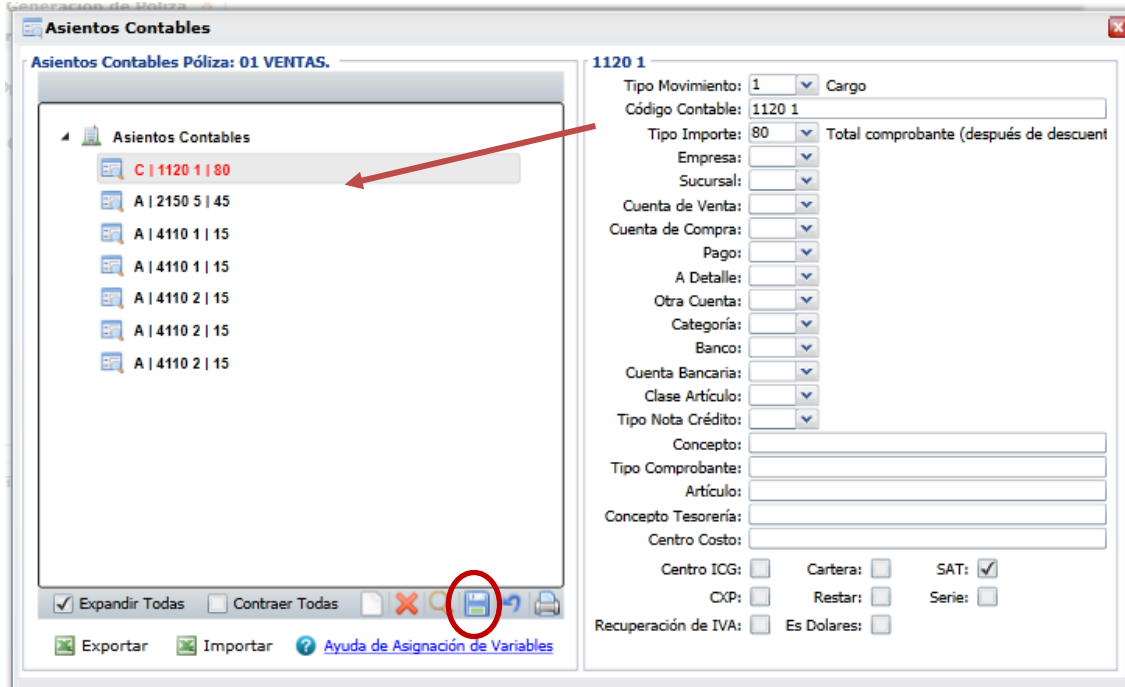 Generación de Póliza
Asientos Contables
Asientos Contables Póliza: 01 VENTAS.
Asientos Contables
C | 1120 1 | 80
A | 2150 5 | 45
A | 4110 1 | 15
A | 4110 1 | 15
A | 4110 2 | 15
A | 4110 2 | 15
A | 4110 2 | 15
Expandir Todas Contraer Todas
Exportar Importar Ayuda de Asignación de Variables
1120 1
Tipo Movimiento: 1 Cargo
Código Contable: 1120 1
Tipo Importe: 80 Total comprobante (después de descuent
Empresa:
Sucursal:
Cuenta de Venta:
Cuenta de Compra:
Pago:
A Detalle:
Otra Cuenta:
Categoría:
Banco:
Cuenta Bancaria:
Clase Artículo:
Tipo Nota Crédito:
Concepto:
Tipo Comprobante:
Artículo:
Concepto Tesorería:
Centro Costo:
Centro ICG: Cartera: SAT:
CXP: Restar: Serie:
Recuperación de IVA: Es Dolares: